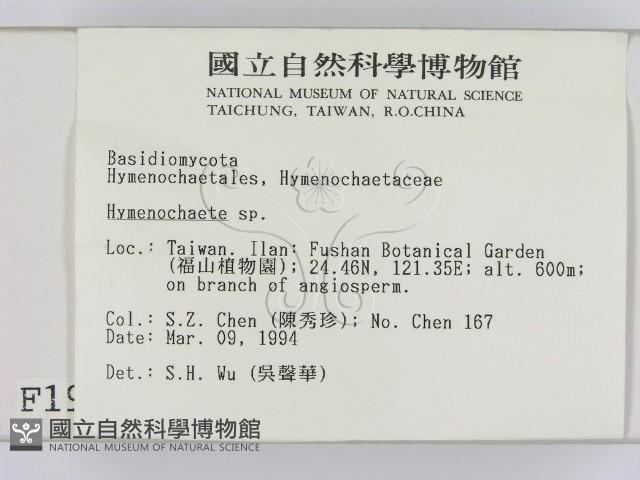 國立自然科學博物館
NATIONAL MUSEUM OF NATURAL SCIENCE
TAICHUNG, TAIWAN, R.O.CHINA
Basidiomycota
Hymenochaetales, Hymenochaetaceae
Hymenochaete sp.
Loc.: Taiwan. Ilan: Fushan Botanical Garden
(福山植物園); 24.46N, 121.35E; alt. 600m;
on branch of angiosperm.
Col.: S.Z. Chen (陳秀珍); No. Chen 167
Date: Mar. 09, 1994
Det.: S.H. Wu (吳聲華)
F19
國立自然科學博物館
NATIONAL MUSEUM OF NATURAL SCIENCE